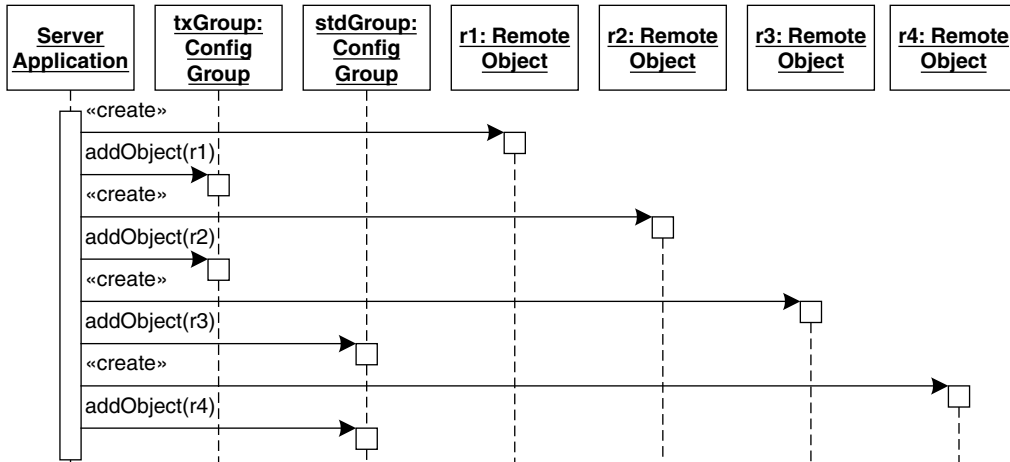 Server
Application
txGroup:
Config
Group
stdGroup:
Config
Group
r1: Remote
Object
r2: Remote
Object
r3: Remote
Object
r4: Remote
Object
«create»
addObject(r1)
«create»
addObject(r2)
«create»
addObject(r3)
«create»
addObject(r4)